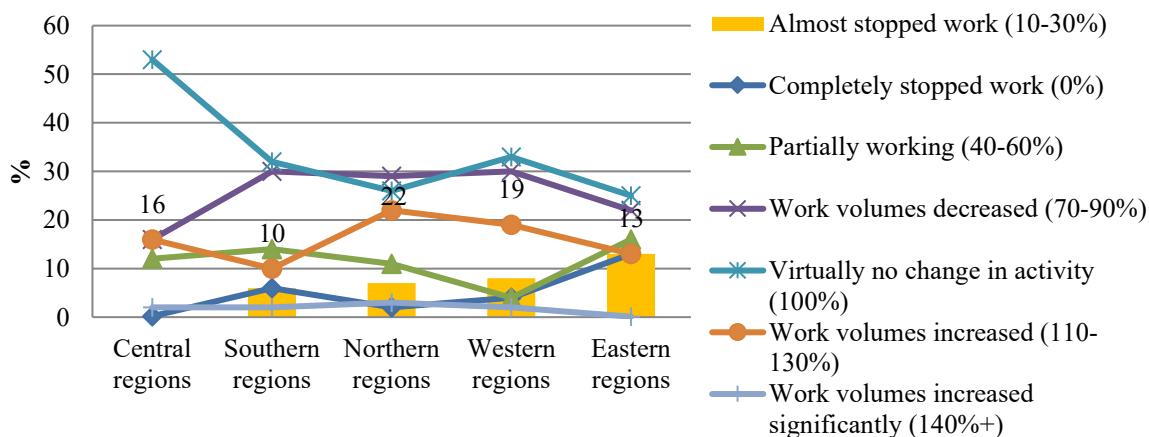 60
50
40
30
20
10
0
%
16
10
22
19
13
Central
regions
Southern
regions
Northern
regions
Western
regions
Eastern
regions
Almost stopped work (10-30%)
Completely stopped work (0%)
Partially working (40-60%)
Work volumes decreased (70-90%)
Virtually no change in activity
(100%)
Work volumes increased (110-
130%)
Work volumes increased
significantly (140%+)